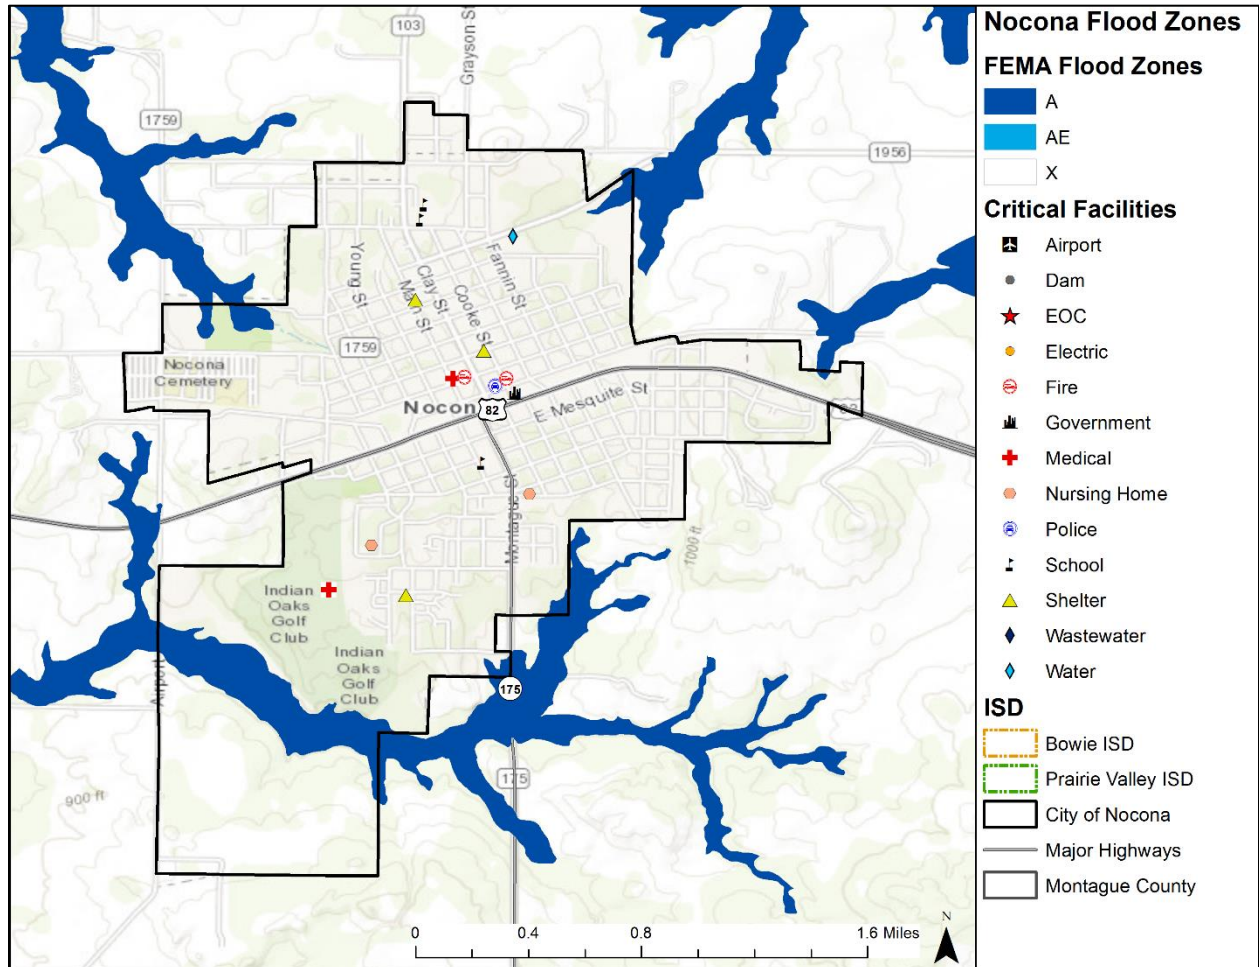 Nocona Flood Zones
FEMA Flood Zones
A
AE
X
Critical Facilities
Airport
Dam
EOC
Electric
Fire
Government
Medical
Nursing Home
Police
School
Shelter
Wastewater
Water
ISD
Bowie ISD
Prairie Valley ISD
City of Nocona
Major Highways
Montague County
103
Grayson St
1759
1956
Young St
Clay St
Main St
Cooke St
Fannin St
1759
Nocona
Cemetery
Nocon
82
E Mesquite St
Montague St
1000 ft
Indian
Oaks
Golf
Club
Indian
Oaks
Golf
Club
Airport
175
175
900 ft
0
0.4
0.8
1.6 Miles
N